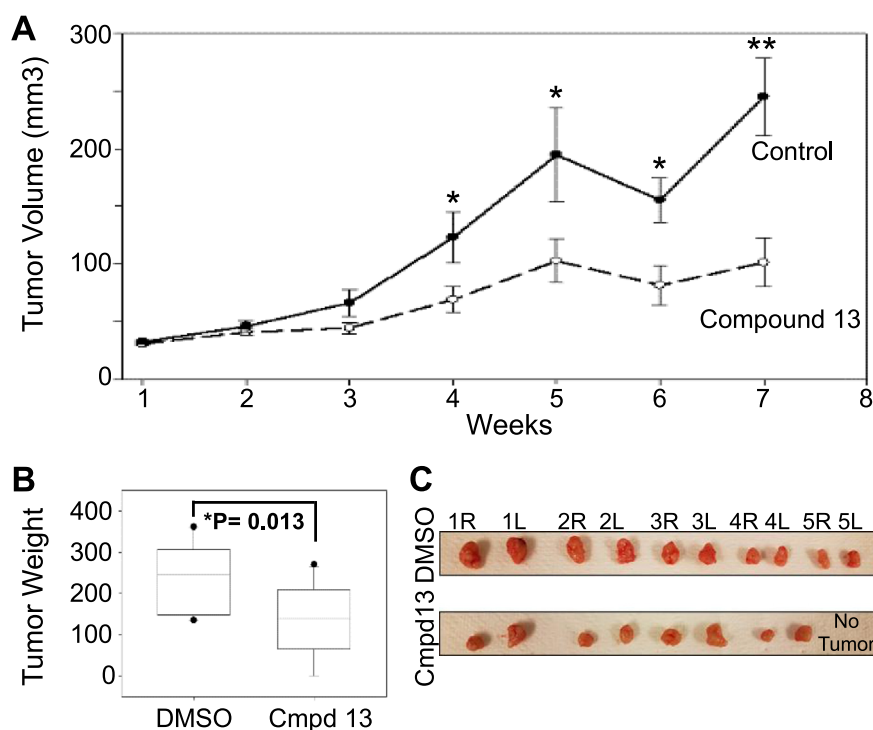 A
Tumor Volume (mm3)
300
200
100
0
*
*
*
**
Control
Compound 13
1 2 3 4 5 6 7 8
Weeks
B
Tumor Weight
400
300
200
100
0
*P= 0.013
DMSO Cmpd 13
C
1R 1L 2R 2L 3R 3L 4R 4L 5R 5L
DMSO
Cmpd13
No
Tumor